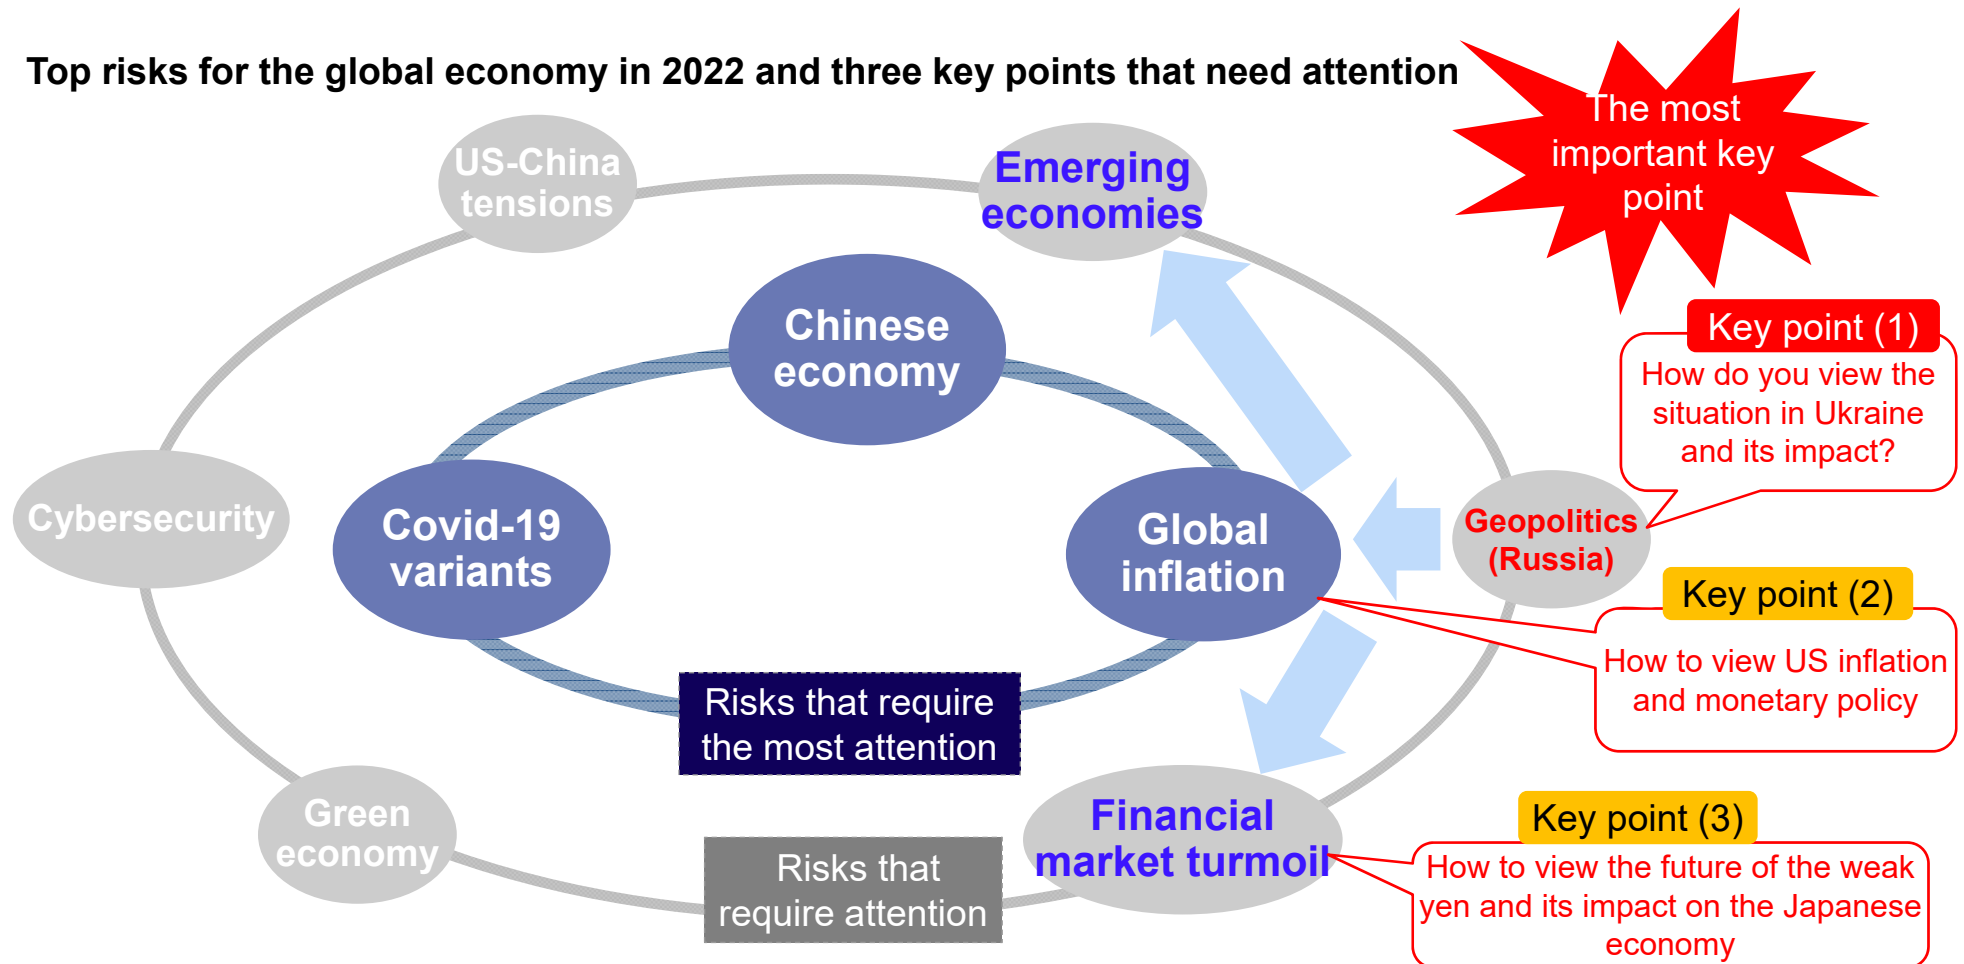 Top risks for the global economy in 2022 and three key points that need attention
The most
important key
point
US-China
tensions
Emerging
economies
Chinese
economy
Key point (1)
How do you view the
situation in Ukraine
and its impact?
Cybersecurity
Covid-19
variants
Global
inflation
Geopolitics
(Russia)
Key point (2)
How to view US inflation
and monetary policy
Risks that require
the most attention
Green
economy
Financial
market turmoil
Key point (3)
How to view the future of the weak
yen and its impact on the Japanese
economy
Risks that
require attention